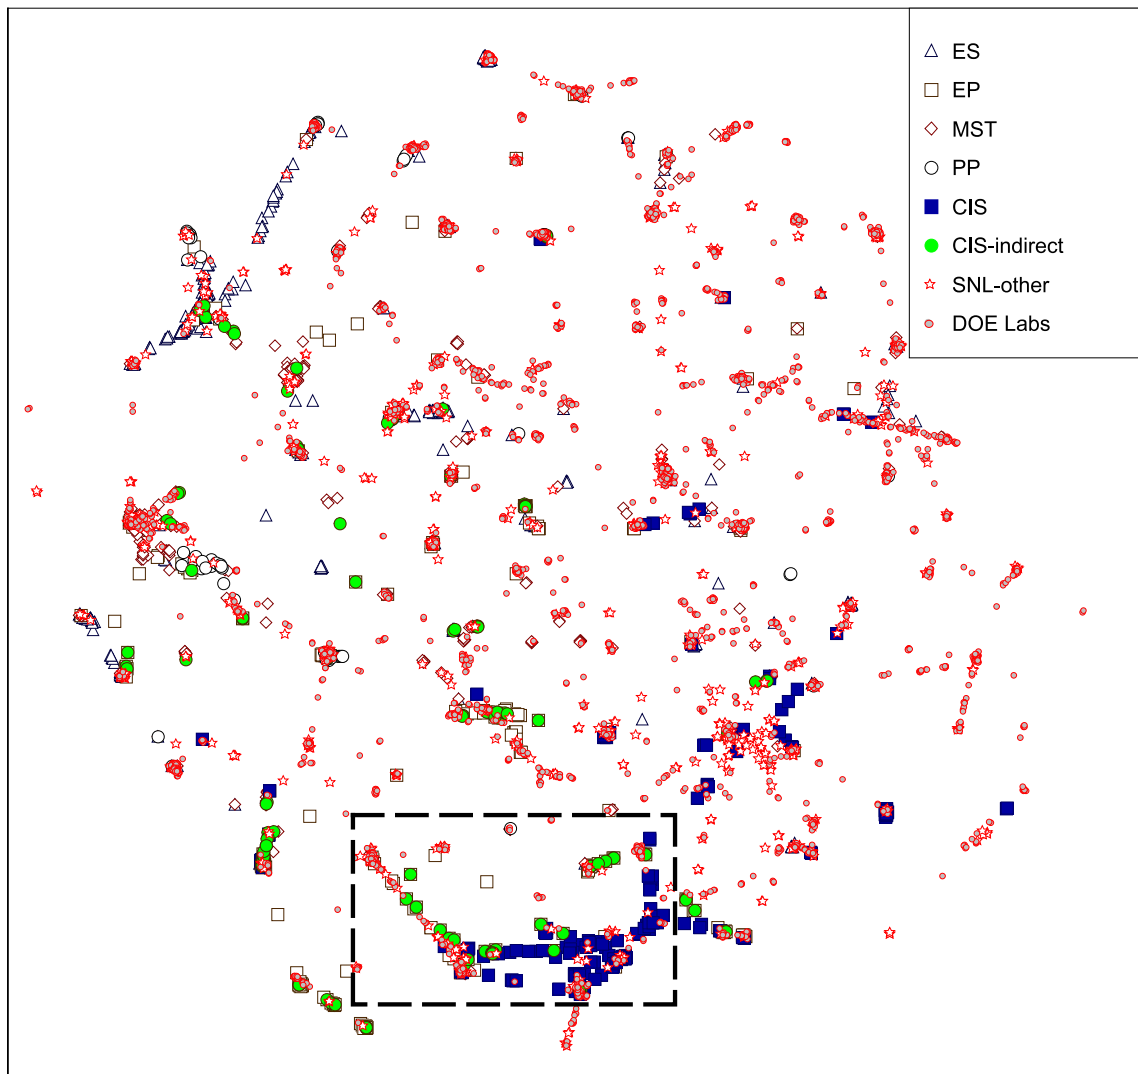 ES
EP
MST
PP
CIS
CIS-indirect
SNL-other
DOE Labs